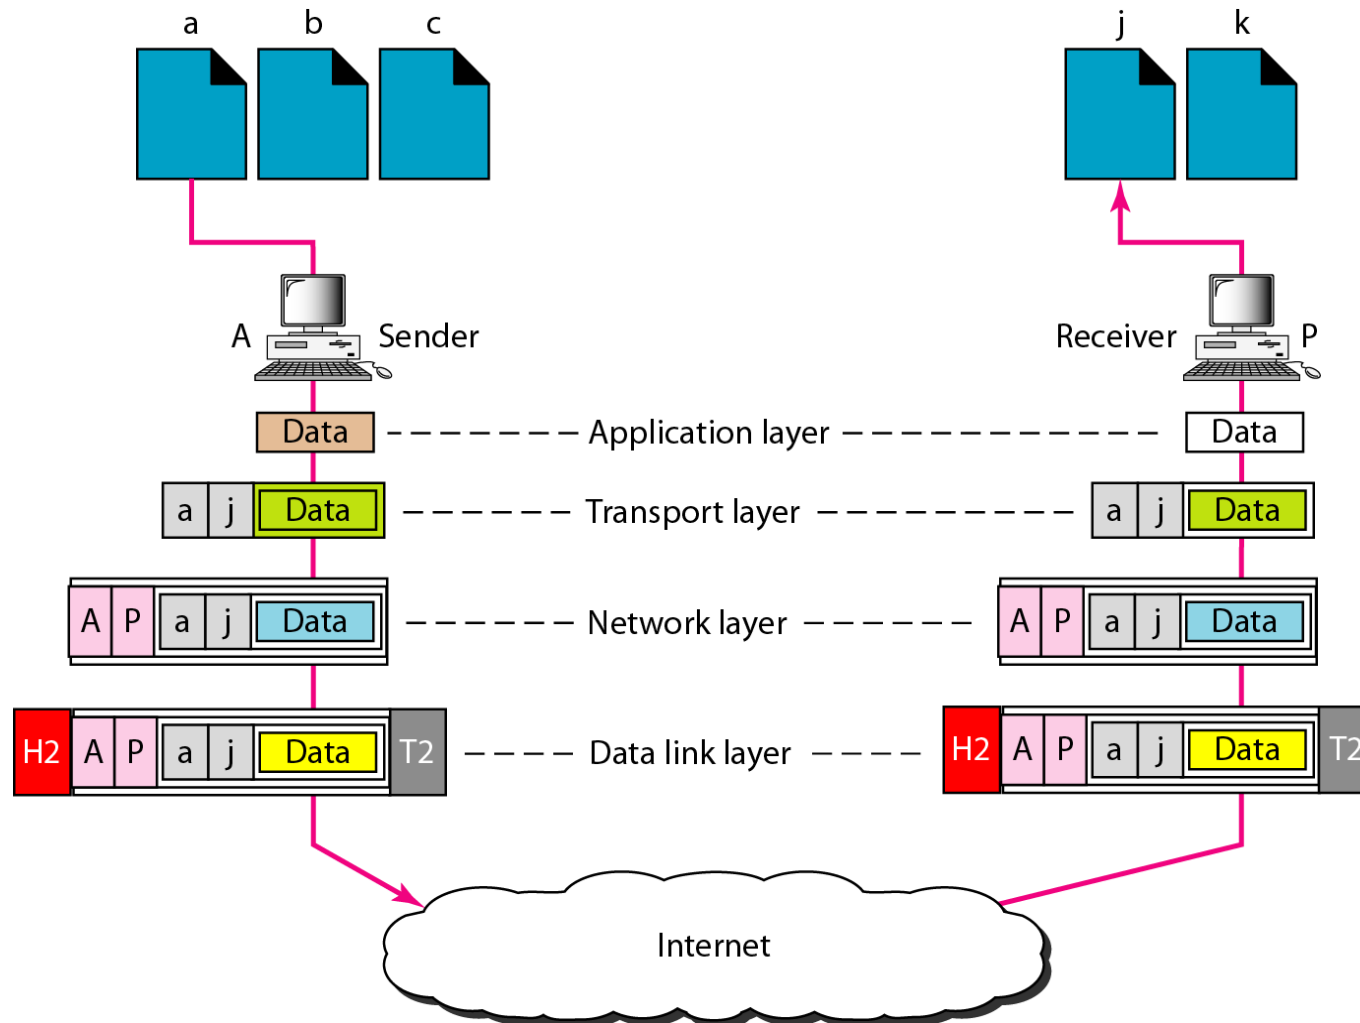 a b c j k
A Sender Receiver P
Data Application layer Data
a j Data Transport layer a j Data
A P a j Data Network layer A P a j Data
H2 A P a j Data T2 Data link layer H2 A P a j Data T2
Internet